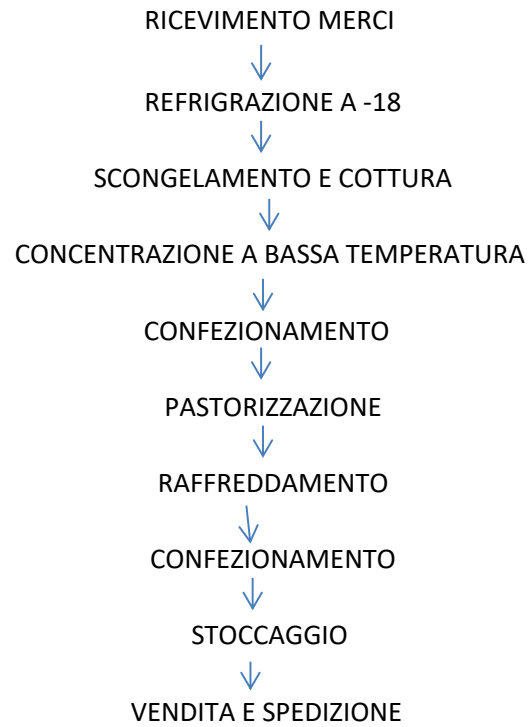 RICEVIMENTO MERCI
REFRIGRAZIONE A -18
SCONGELAMENTO E COTTURA
CONCENTRAZIONE A BASSA TEMPERATURA
CONFEZIONAMENTO
PASTORIZZAZIONE
RAFFREDDAMENTO
CONFEZIONAMENTO
STOCCAGGIO
VENDITA E SPEDIZIONE